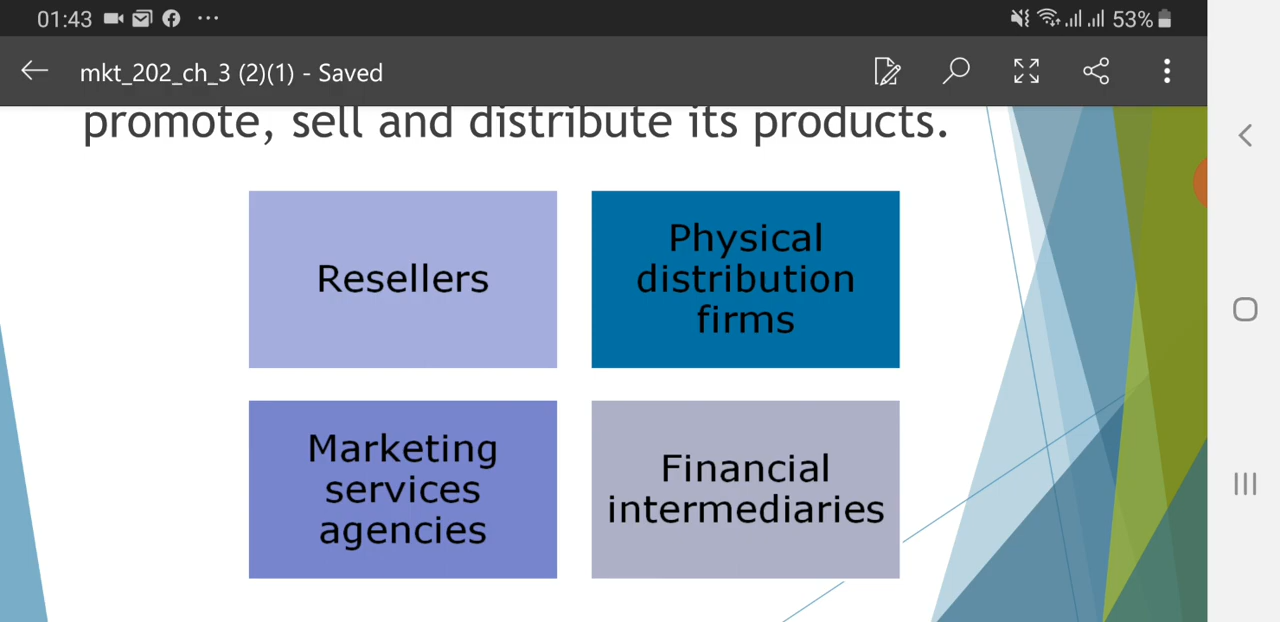 01:43 53%
mkt_202_ch_3 (2)(1) - Saved
promote, sell and distribute its products.
Resellers
Physical
distribution
firms
Marketing
services
agencies
Financial
intermediaries